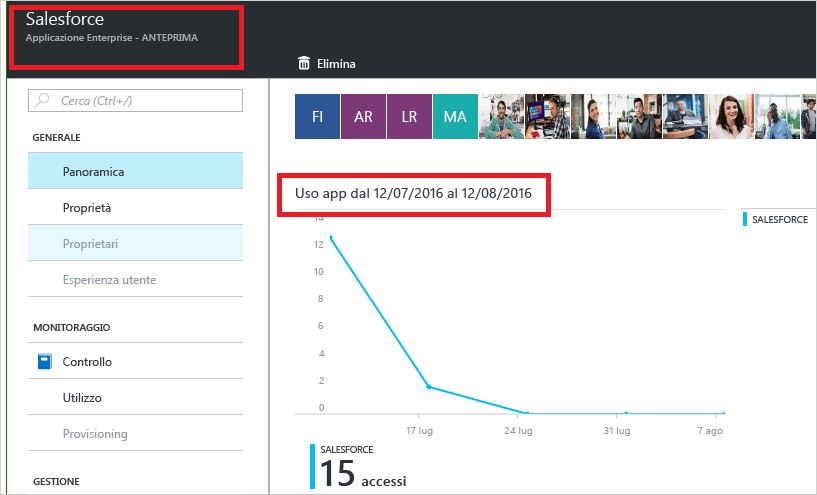 Salesforce
Applicazione Enterprise - ANTEPRIMA
Elimina
Cerca (Ctrl+/)
GENERALE
Panoramica
Proprietà
Proprietari
Esperienza utente
MONITORAGGIO
Controllo
Utilizzo
Provisioning
GESTIONE
FI AR LR MA
Uso app dal 12/07/2016 al 12/08/2016
14
12
10
8
6
4
2
0
17 lug 24 lug 31 lug 7 ago
SALESFORCE
SALESFORCE
15 accessi